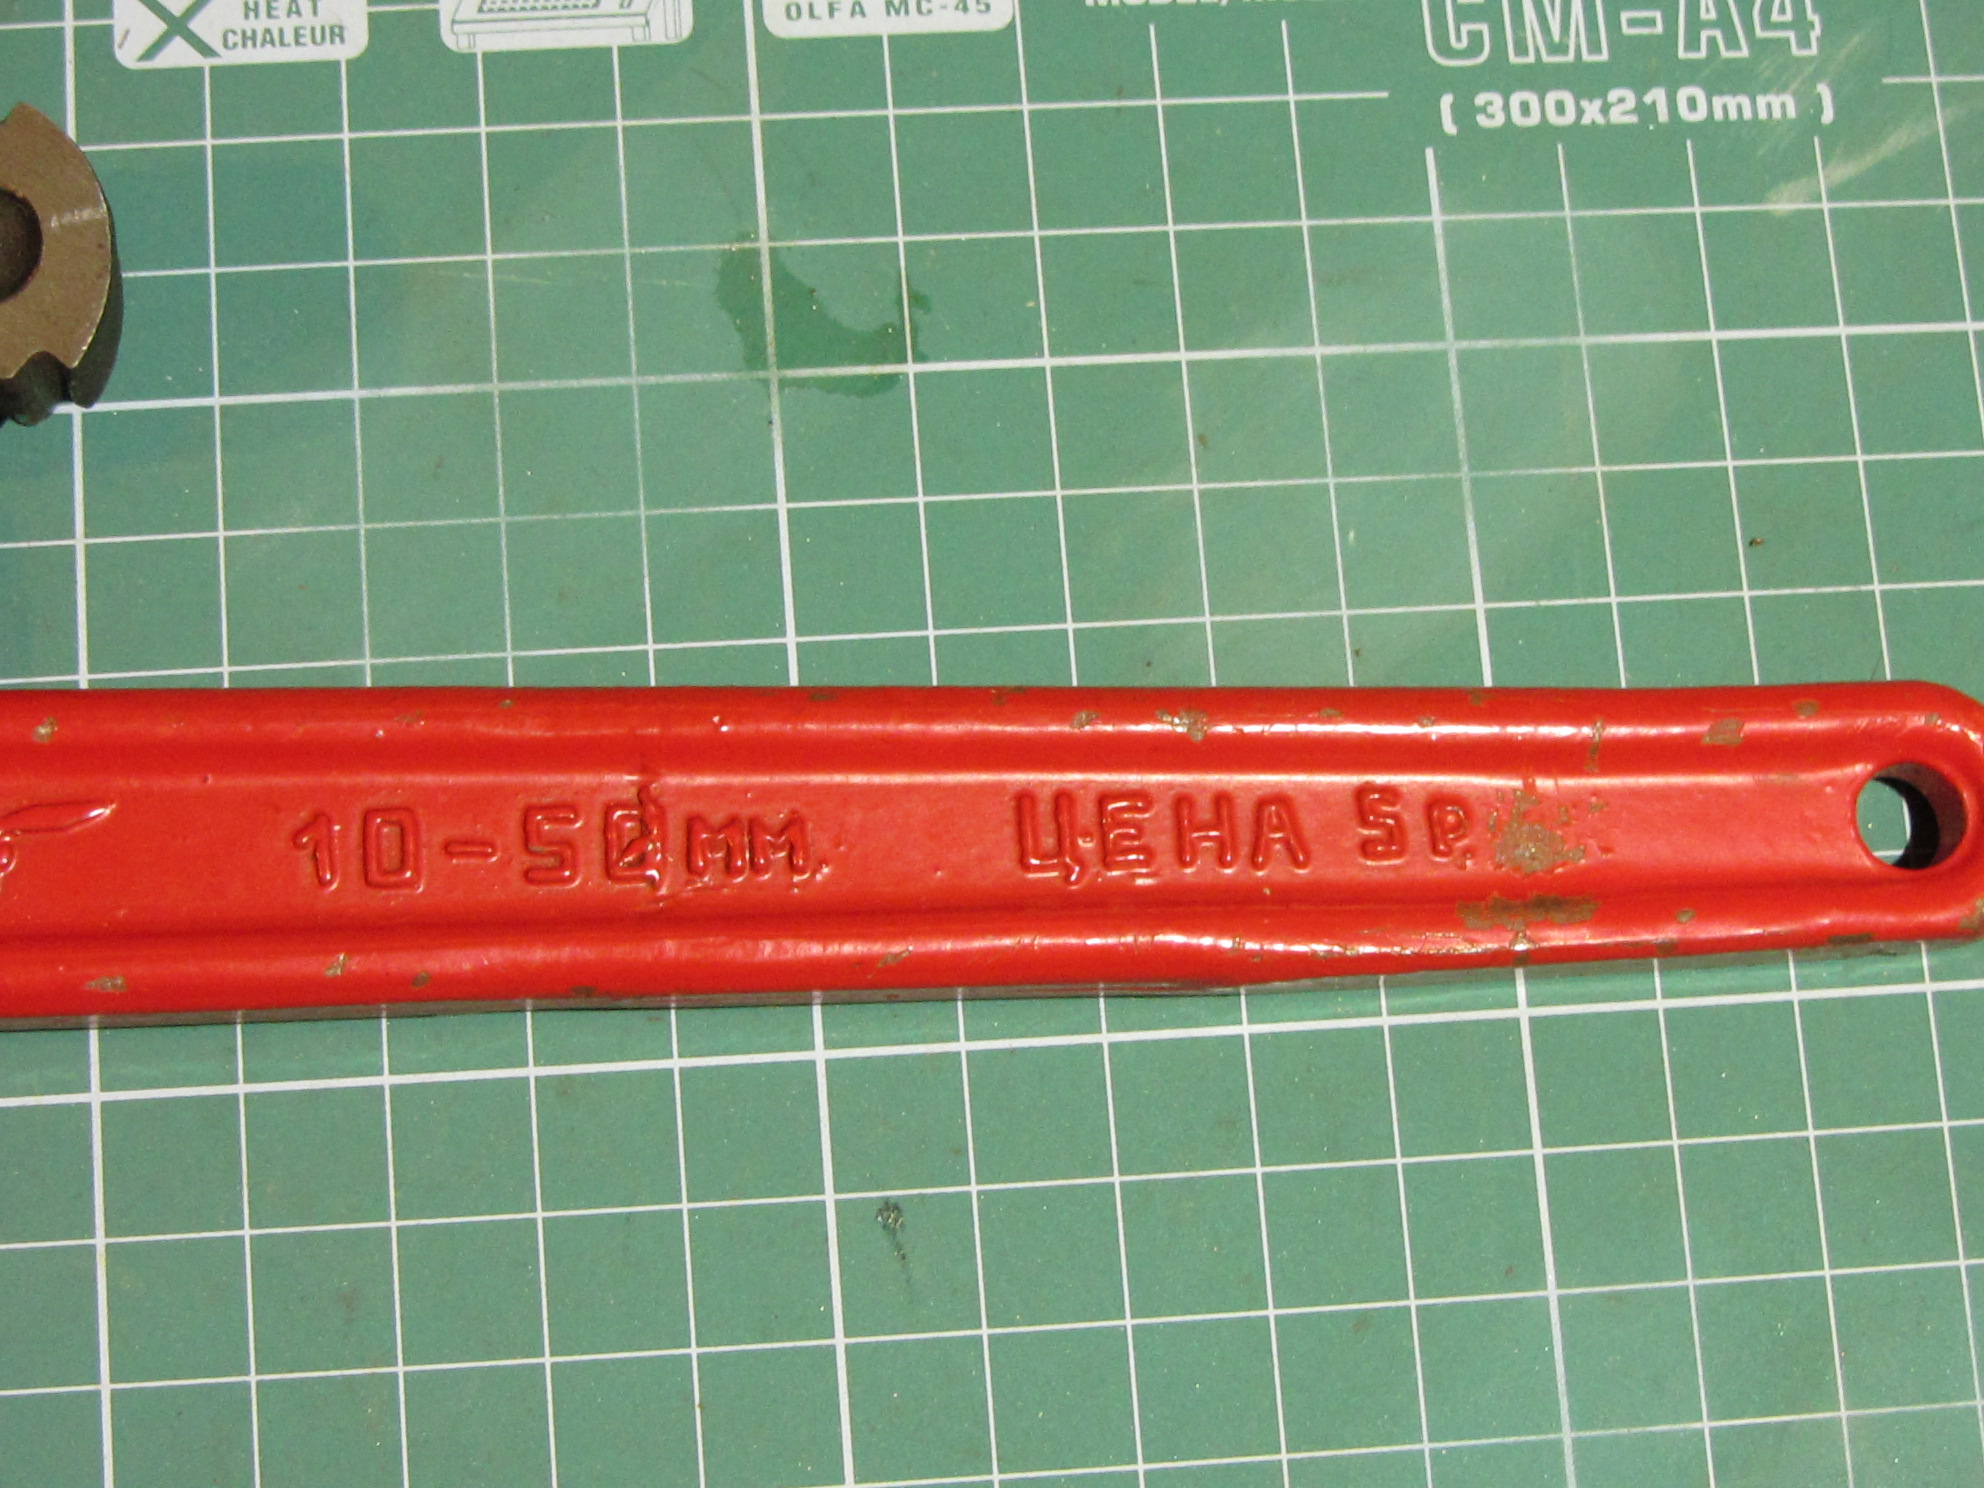 HEAT
CHALEUR
OLFA MC-45
CM-A4
( 300x210mm )
10-50мм. ЦЕНА 5р.